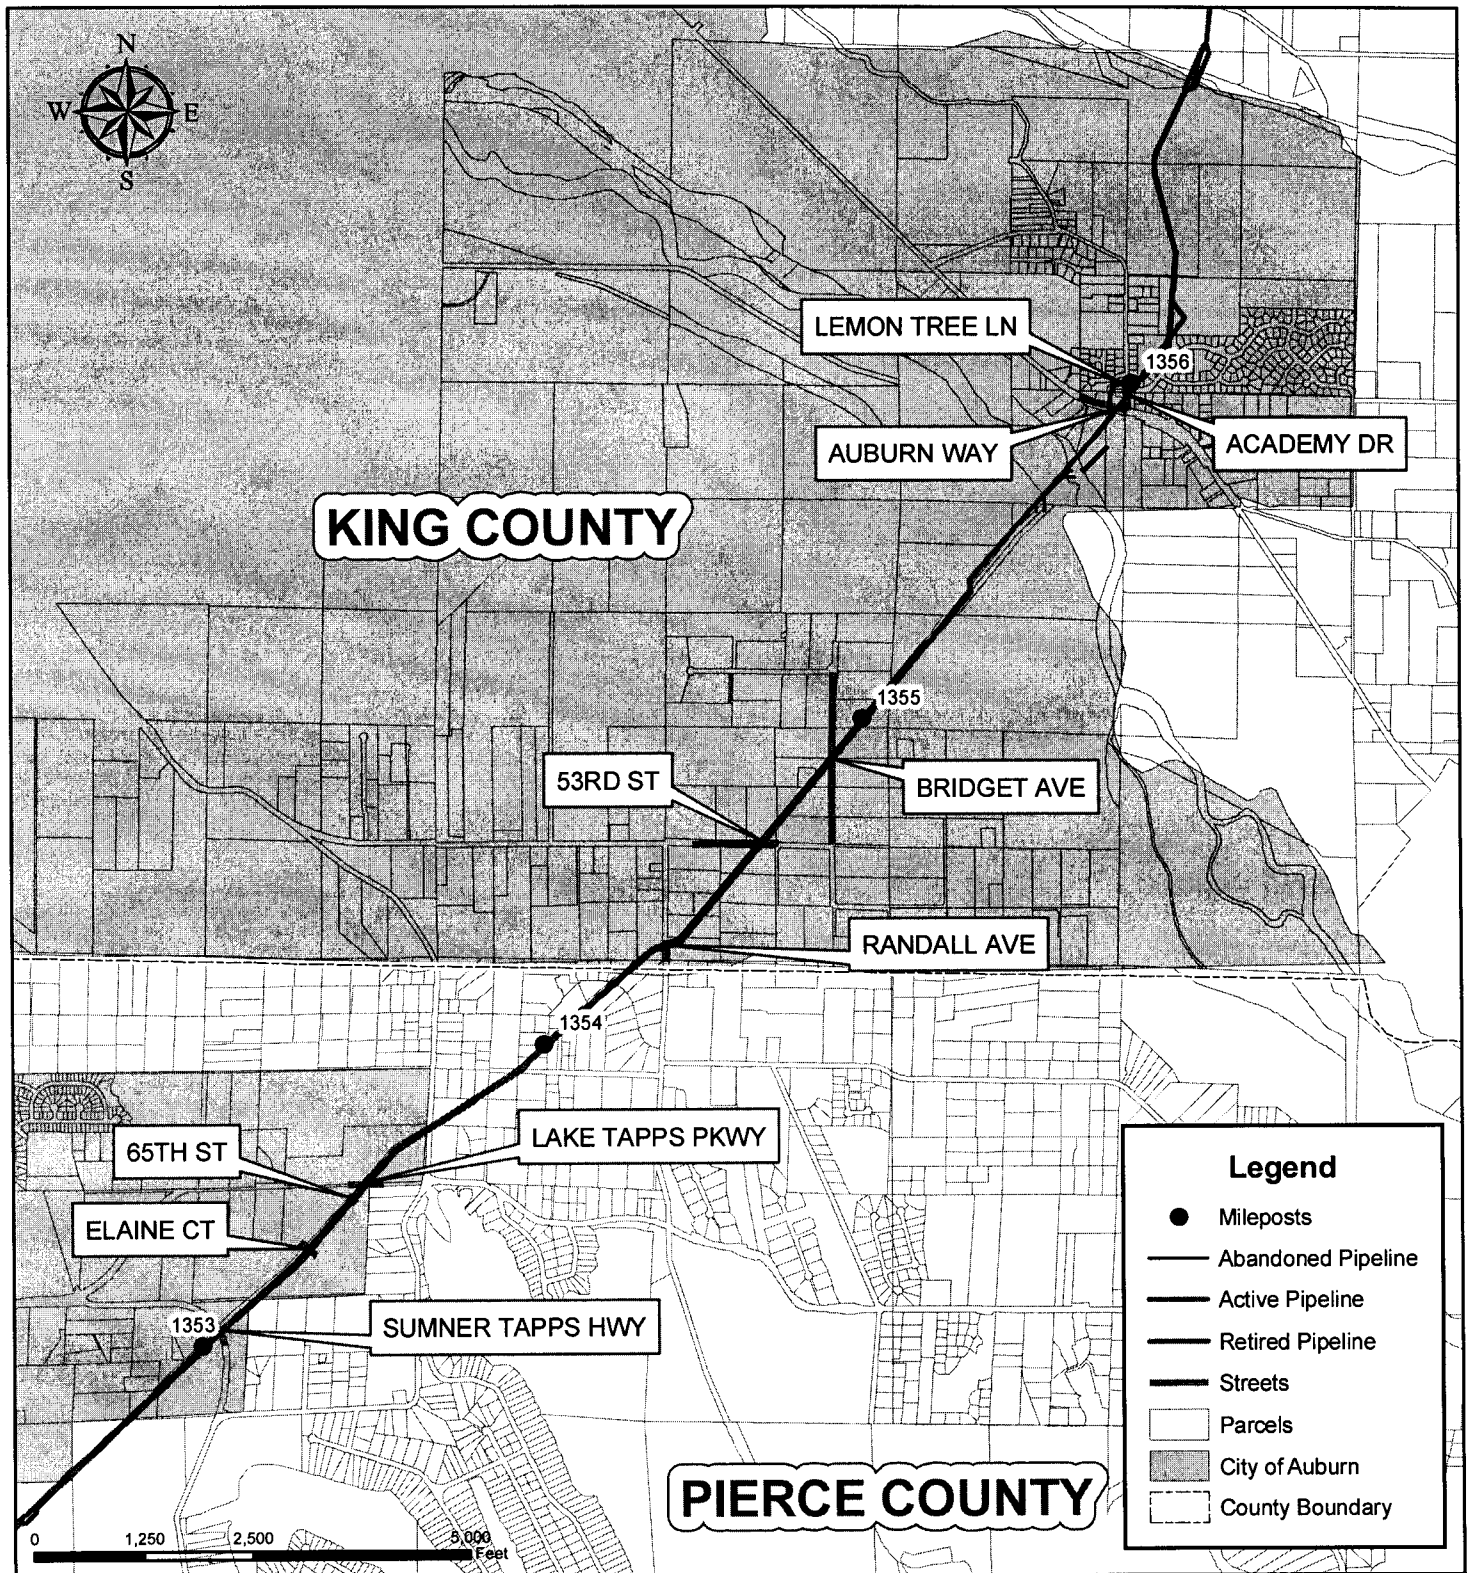 N
W E
S
LEMON TREE LN
1356
AUBURN WAY
ACADEMY DR
KING COUNTY
1355
53RD ST
BRIDGET AVE
RANDALL AVE
1354
65TH ST
LAKE TAPPS PKWY
ELAINE CT
1353
SUMNER TAPPS HWY
PIERCE COUNTY
0 1,250 2,500 5,000
Feet
Legend
Mileposts
Abandoned Pipeline
Active Pipeline
Retired Pipeline
Streets
Parcels
City of Auburn
County Boundary